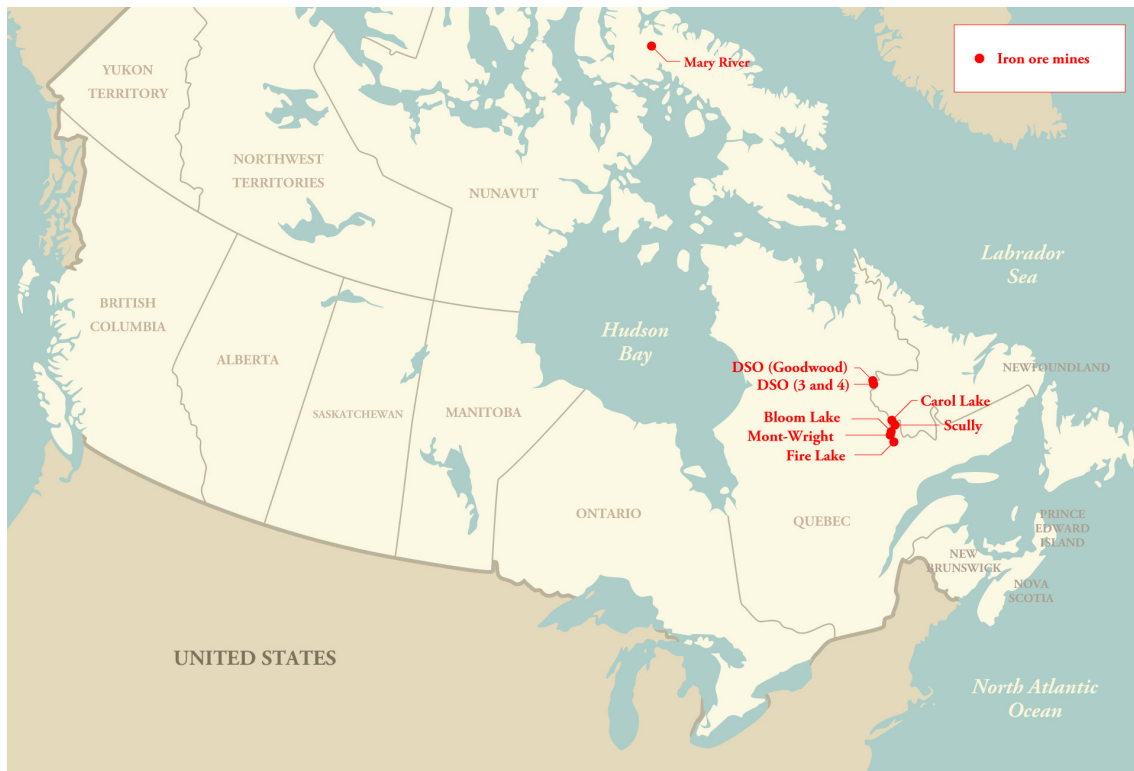 Mary River
Iron ore mines
YUKON
TERRITORY
NORTHWEST
TERRITORIES
NUNAVUT
Labrador
Sea
BRITISH
COLUMBIA
Hudson
Bay
ALBERTA
DSO (Goodwood)
DSO (3 and 4)
NEWFOUNDLAND
SASKATCHEWAN
MANITOBA
Carol Lake
Bloom Lake
Scully
Mont-Wright
Fire Lake
ONTARIO
QUEBEC
PRINCE
EDWARD
ISLAND
NEW
BRUNSWICK
NOVA
SCOTIA
UNITED STATES
North Atlantic
Ocean